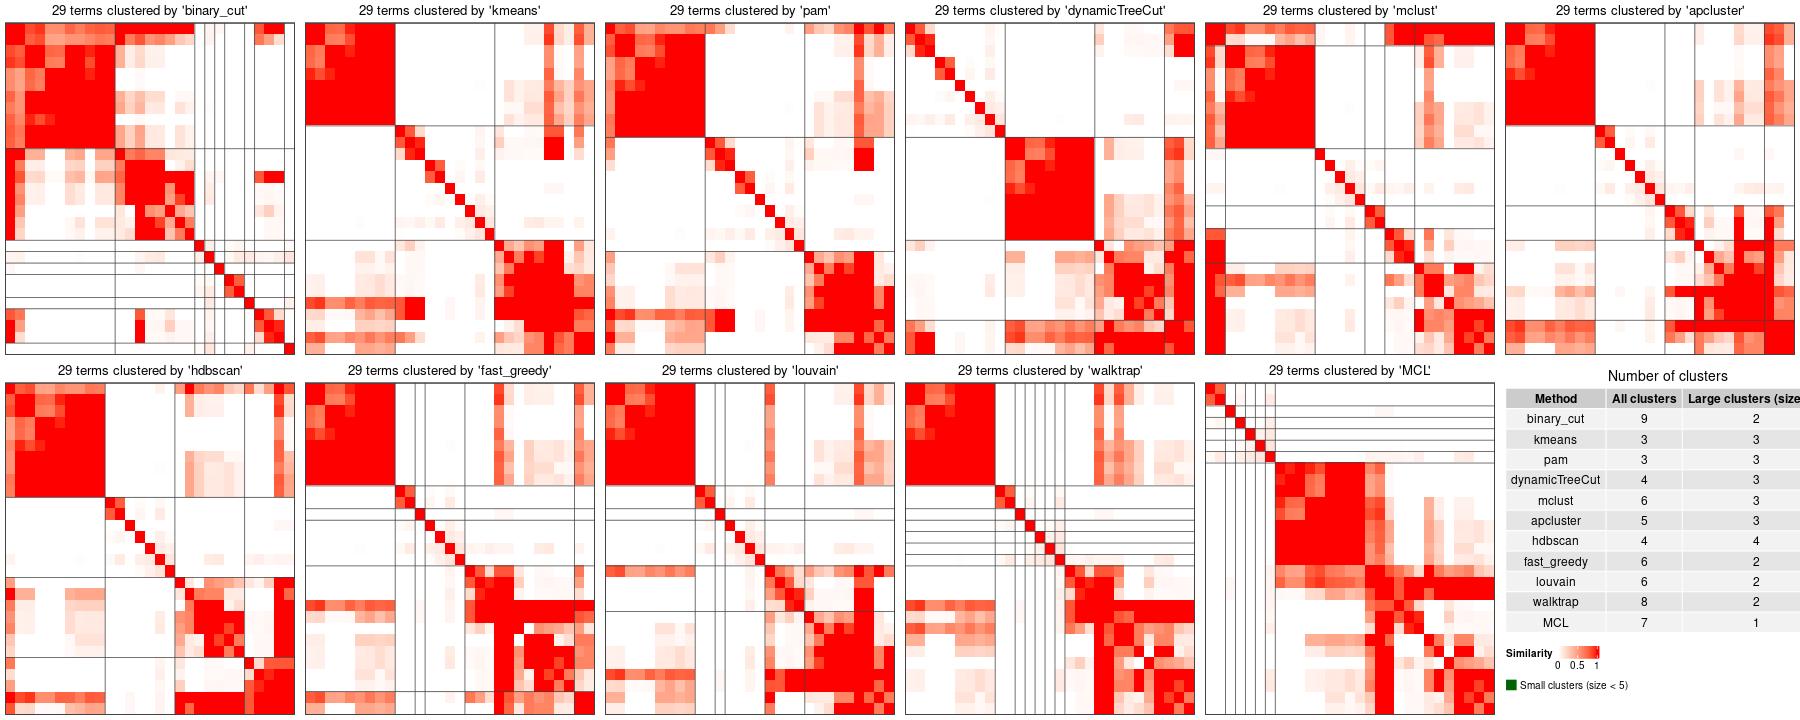 29 terms clustered by 'binary_cut'
29 terms clustered by 'kmeans'
29 terms clustered by 'pam'
29 terms clustered by 'dynamicTreeCut'
29 terms clustered by 'mclust'
29 terms clustered by 'apcluster'
29 terms clustered by 'hdbscan'
29 terms clustered by 'fast_greedy'
29 terms clustered by 'louvain'
29 terms clustered by 'walktrap'
29 terms clustered by 'MCL'
Number of clusters
Method All clusters Large clusters (size
binary_cut 9 2
kmeans 3 3
pam 3 3
dynamicTreeCut 4 3
mclust 6 3
apcluster 5 3
hdbscan 4 4
fast_greedy 6 2
louvain 6 2
walktrap 8 2
MCL 7 1
Similarity
0 0.5 1
Small clusters (size < 5)